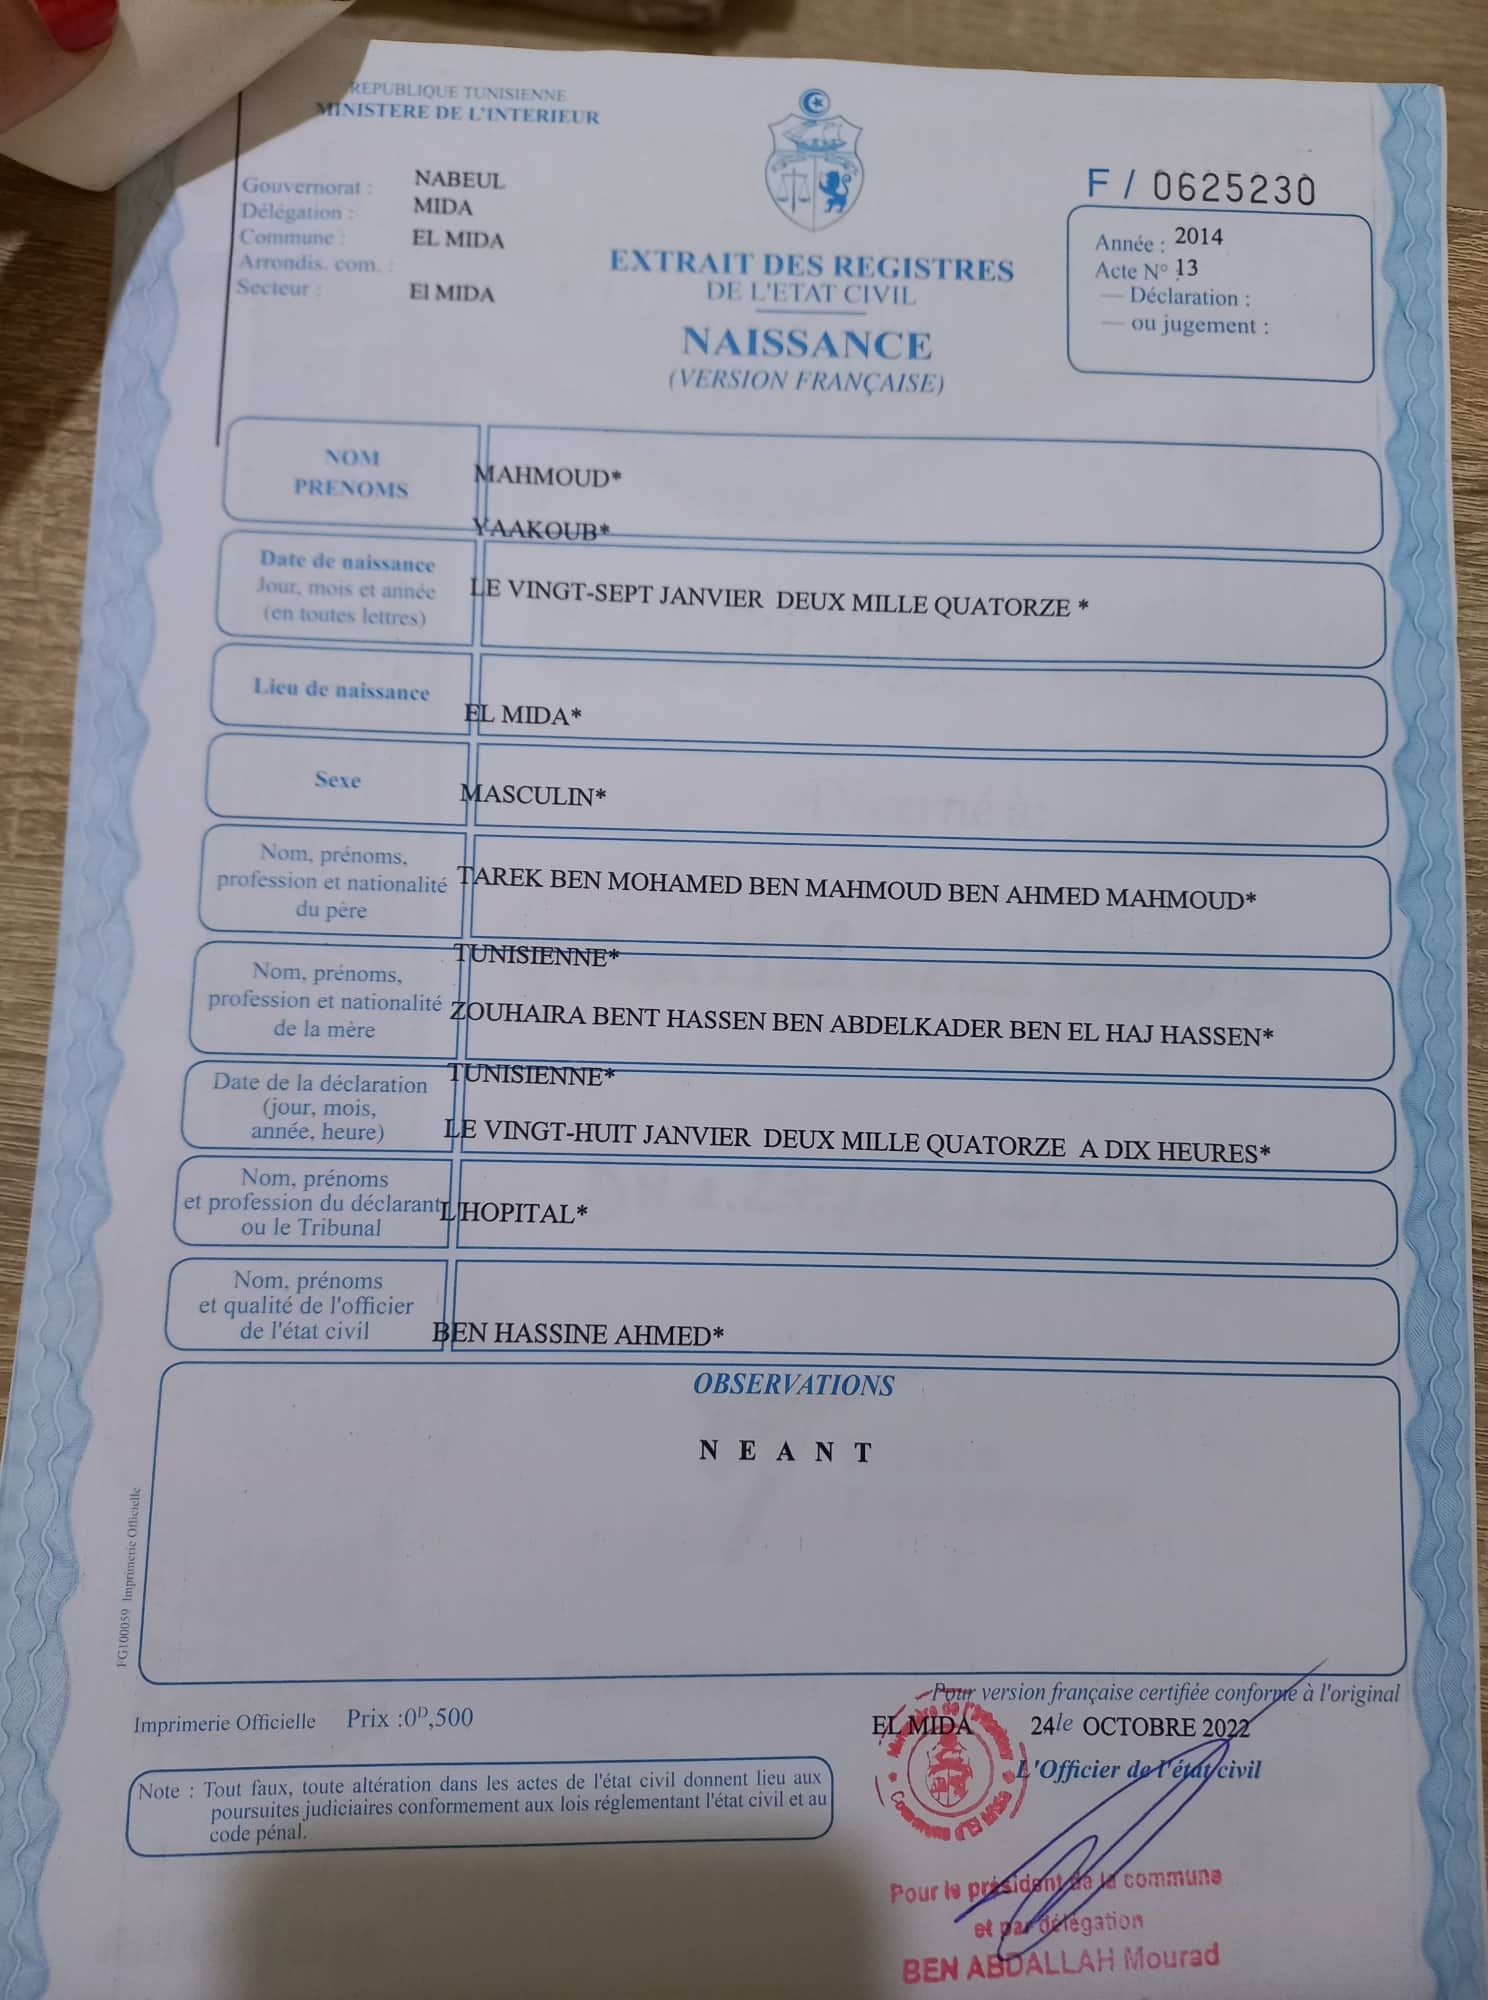 REPUBLIQUE TUNISIENNE
MINISTERE DE L'INTERIEUR
Gouvernorat : NABEUL
Délégation : MIDA
Commune : EL MIDA
Arrondis. com. :
Secteur : El MIDA
F / 0625230
Année : 2014
Acte N° 13
— Déclaration :
— ou jugement :
EXTRAIT DES REGISTRES
DE L'ETAT CIVIL
NAISSANCE
(VERSION FRANÇAISE)
NOM
PRENOMS
MAHMOUD*
YAAKOUB*
Date de naissance
Jour, mois et année
(en toutes lettres)
LE VINGT-SEPT JANVIER DEUX MILLE QUATORZE *
Lieu de naissance
EL MIDA*
Sexe
MASCULIN*
Nom, prénoms,
profession et nationalité
du père
TAREK BEN MOHAMED BEN MAHMOUD BEN AHMED MAHMOUD*
TUNISIENNE*
Nom, prénoms,
profession et nationalité
de la mère
ZOUHAIRA BENT HASSEN BEN ABDELKADER BEN EL HAJ HASSEN*
TUNISIENNE*
Date de la déclaration
(jour, mois,
année, heure)
LE VINGT-HUIT JANVIER DEUX MILLE QUATORZE A DIX HEURES*
Nom, prénoms
et profession du déclarant
ou le Tribunal
L'HOPITAL*
Nom, prénoms
et qualité de l'officier
de l'état civil
BEN HASSINE AHMED*
OBSERVATIONS
N E A N T
FG100059 Imprimerie Officielle
Imprimerie Officielle Prix :0ᴰ,500
Note : Tout faux, toute altération dans les actes de l'état civil donnent lieu aux
poursuites judiciaires conformement aux lois réglementant l'état civil et au
code pénal.
Pour version française certifiée conforme à l'original
EL MIDA 24 le OCTOBRE 2022
L'Officier de l'état civil
Ministère de l'Intérieur
Commune d'El Mida
Pour le président de la commune
et par délégation
BEN ABDALLAH Mourad